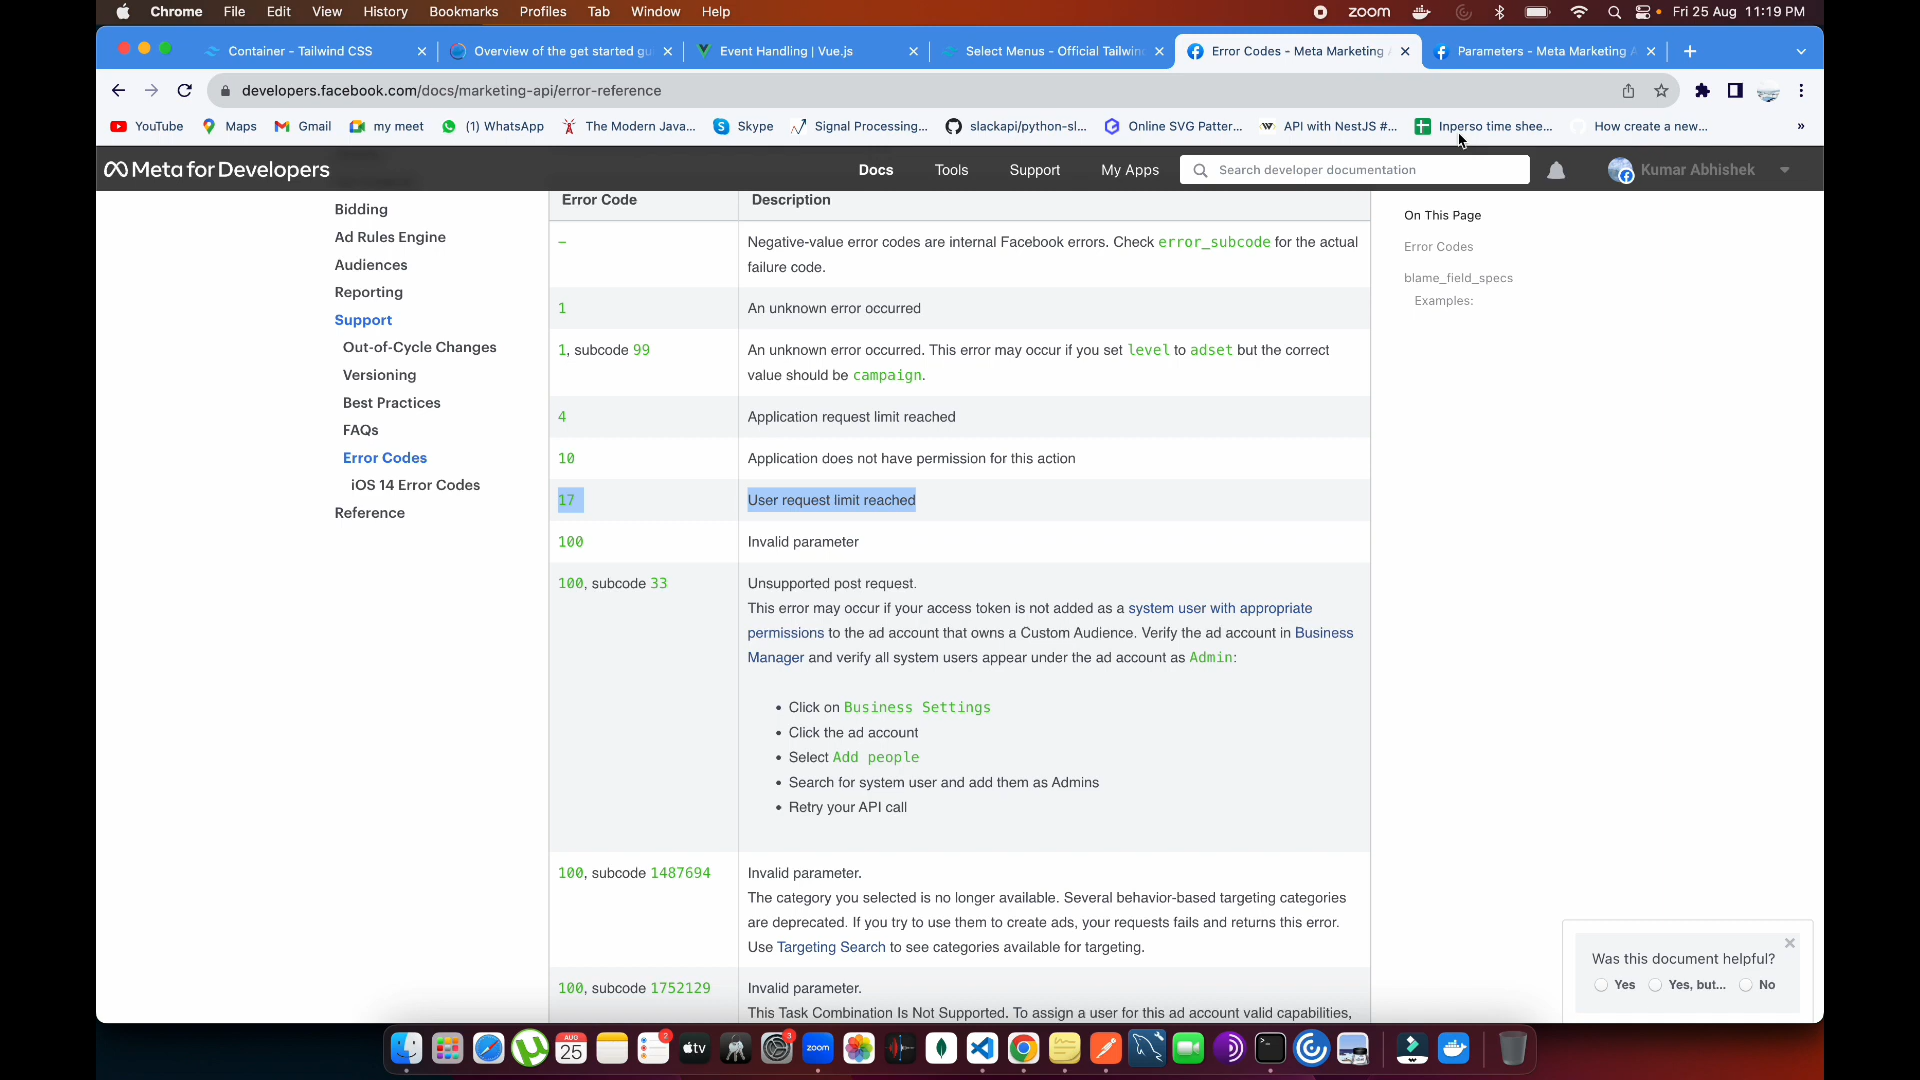 Chrome File Edit View History Bookmarks Profiles Tab Window Help zoom Fri 25 Aug 11:19 PM
Container - Tailwind CSS Overview of the get started gu Event Handling | Vue.js Select Menus - Official Tailwin Error Codes - Meta Marketing Parameters - Meta Marketing A
developers.facebook.com/docs/marketing-api/error-reference
YouTube Maps Gmail my meet (1) WhatsApp The Modern Java... Skype Signal Processing... slackapi/python-sl... Online SVG Patter... API with NestJS #... Inperso time shee... How create a new... »
Meta for Developers Docs Tools Support My Apps Search developer documentation Kumar Abhishek
Bidding
Ad Rules Engine
Audiences
Reporting
Support
Out-of-Cycle Changes
Versioning
Best Practices
FAQs
Error Codes
iOS 14 Error Codes
Reference
Error Code Description
– Negative-value error codes are internal Facebook errors. Check error_subcode for the actual
failure code.
1 An unknown error occurred
1, subcode 99 An unknown error occurred. This error may occur if you set level to adset but the correct
value should be campaign.
4 Application request limit reached
10 Application does not have permission for this action
17 User request limit reached
100 Invalid parameter
100, subcode 33 Unsupported post request.
This error may occur if your access token is not added as a system user with appropriate
permissions to the ad account that owns a Custom Audience. Verify the ad account in Business
Manager and verify all system users appear under the ad account as Admin:
• Click on Business Settings
• Click the ad account
• Select Add people
• Search for system user and add them as Admins
• Retry your API call
100, subcode 1487694 Invalid parameter.
The category you selected is no longer available. Several behavior-based targeting categories
are deprecated. If you try to use them to create ads, your requests fails and returns this error.
Use Targeting Search to see categories available for targeting.
100, subcode 1752129 Invalid parameter.
This Task Combination Is Not Supported. To assign a user for this ad account valid capabilities,
On This Page
Error Codes
blame_field_specs
Examples:
Was this document helpful?
Yes Yes, but... No
AUG
25
2
tv
3
zoom